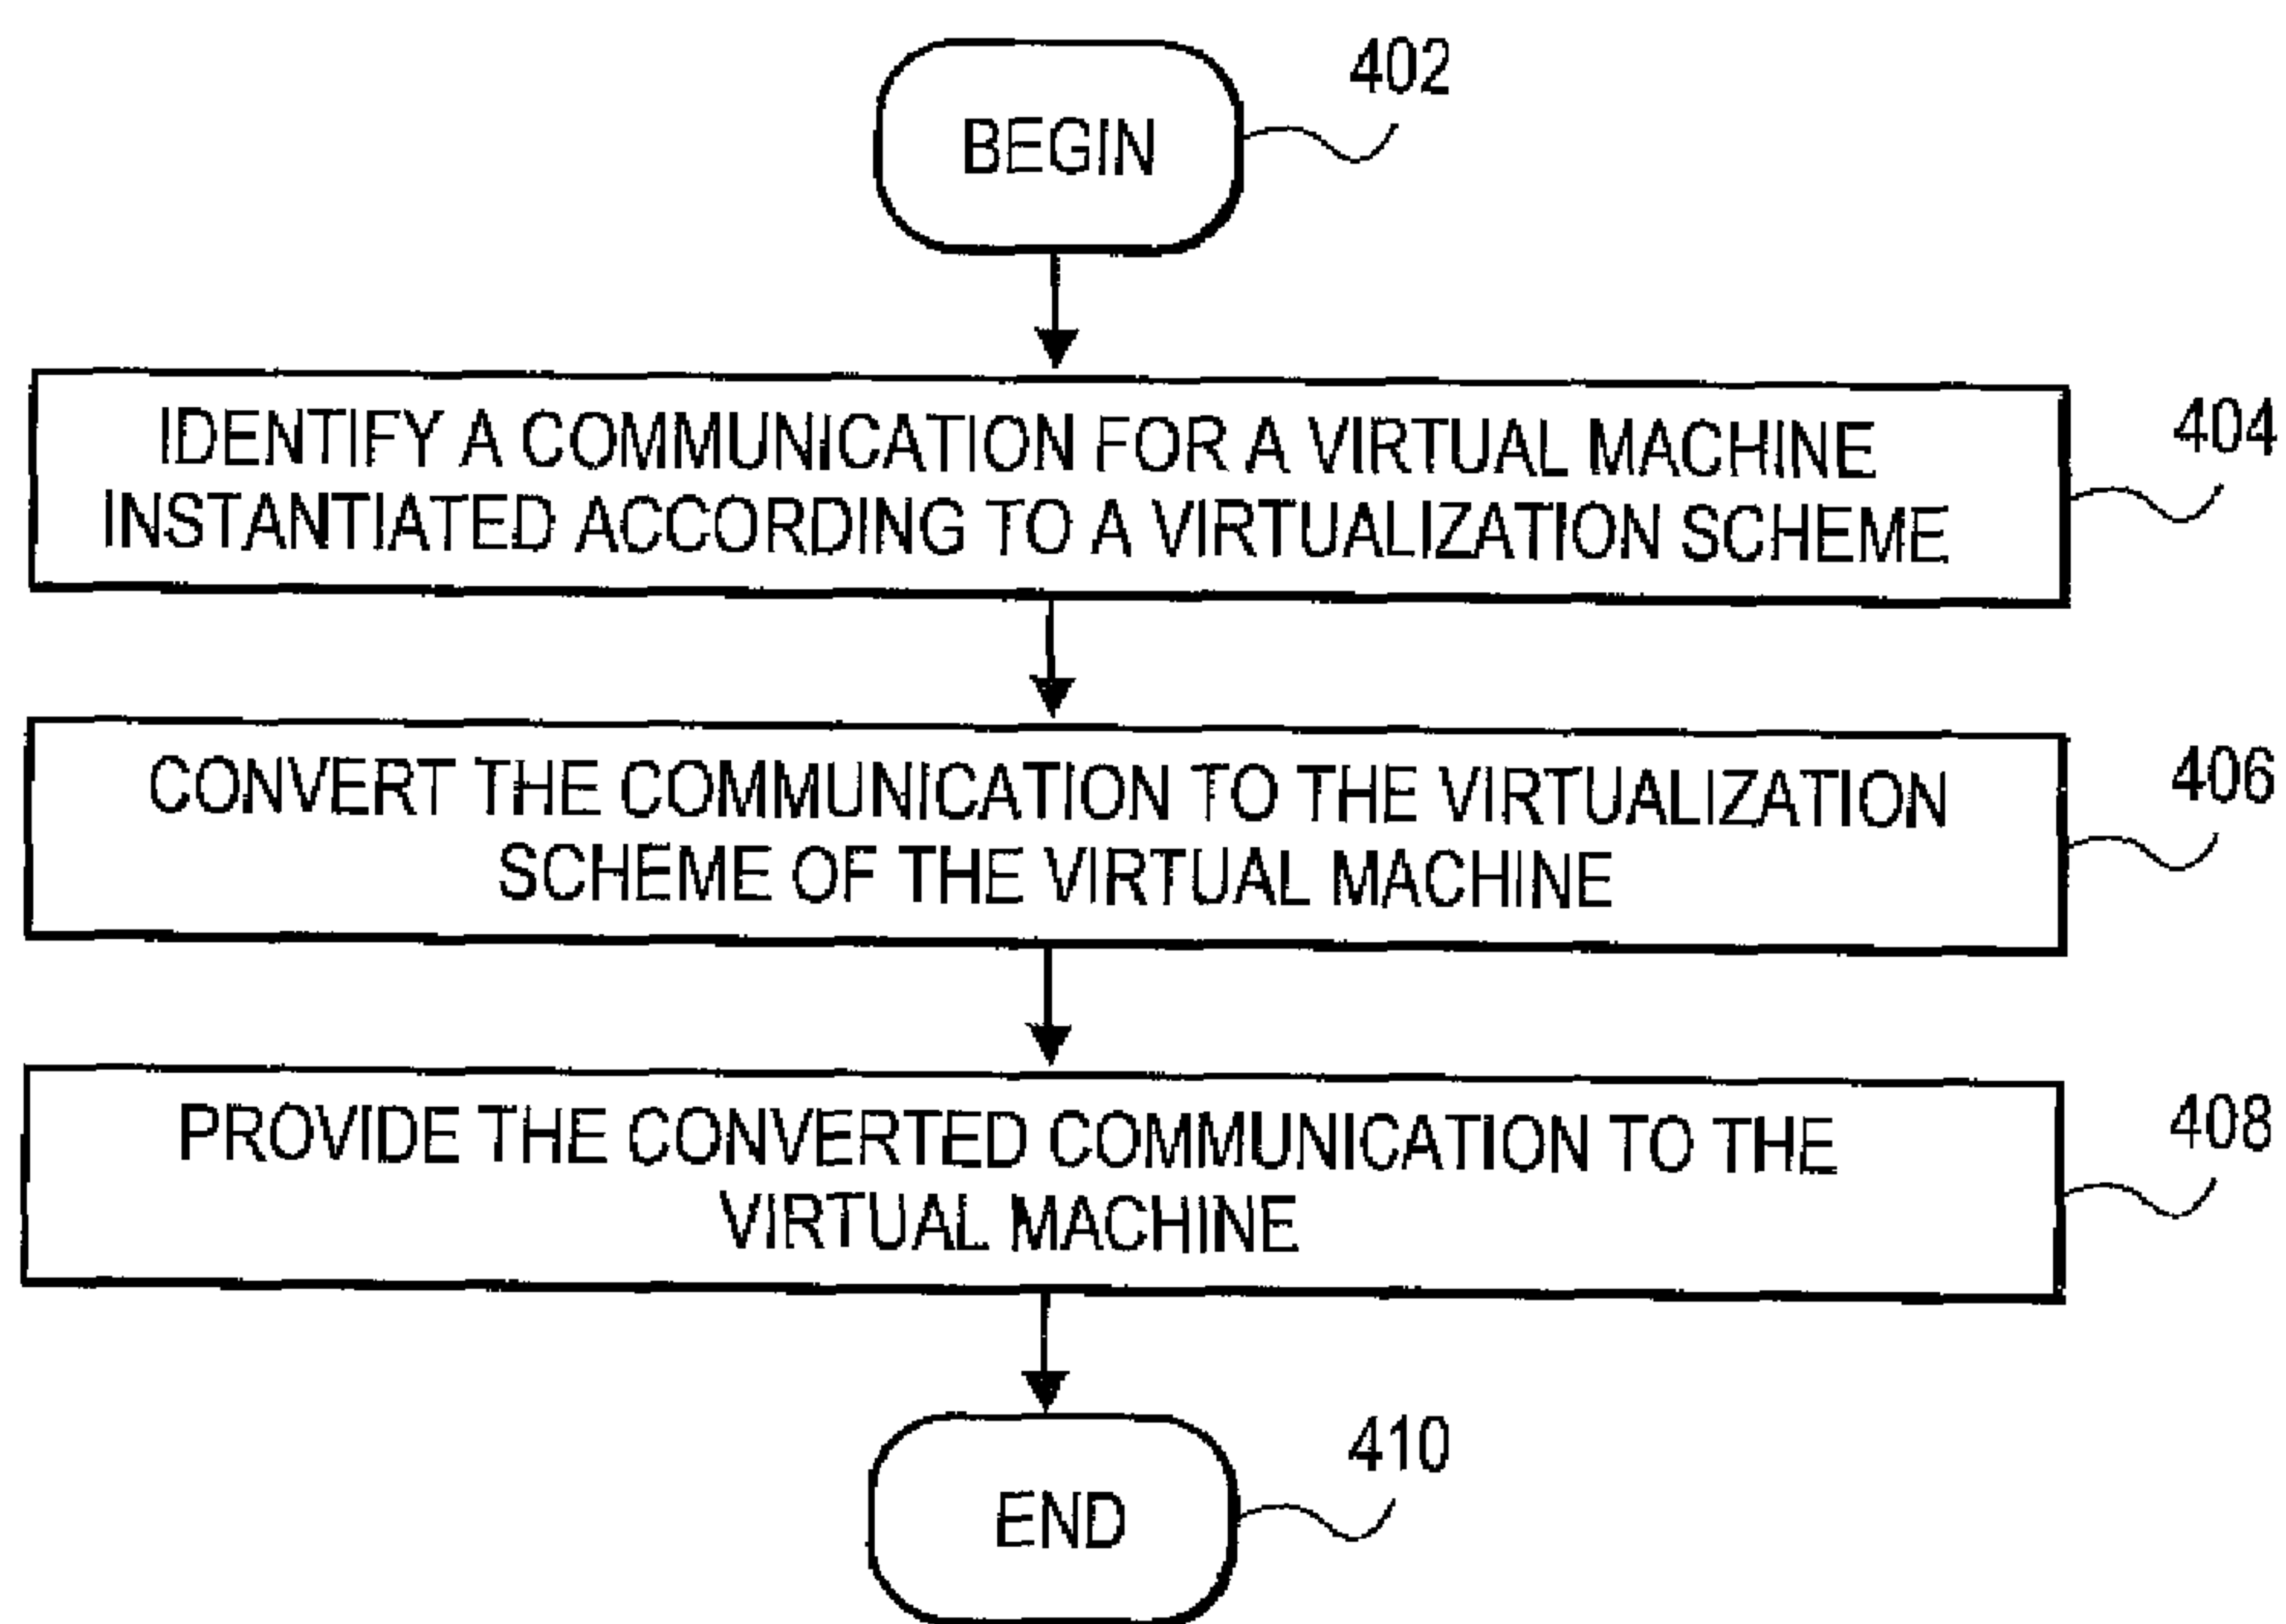 402
BEGIN
404
IDENTIFY A COMMUNICATION FOR A VIRTUAL MACHINE
INSTANTIATED ACCORDING TO A VIRTUALIZATION SCHEME
406
CONVERT THE COMMUNICATION TO THE VIRTUALIZATION
SCHEME OF THE VIRTUAL MACHINE
408
PROVIDE THE CONVERTED COMMUNICATION TO THE
VIRTUAL MACHINE
410
END